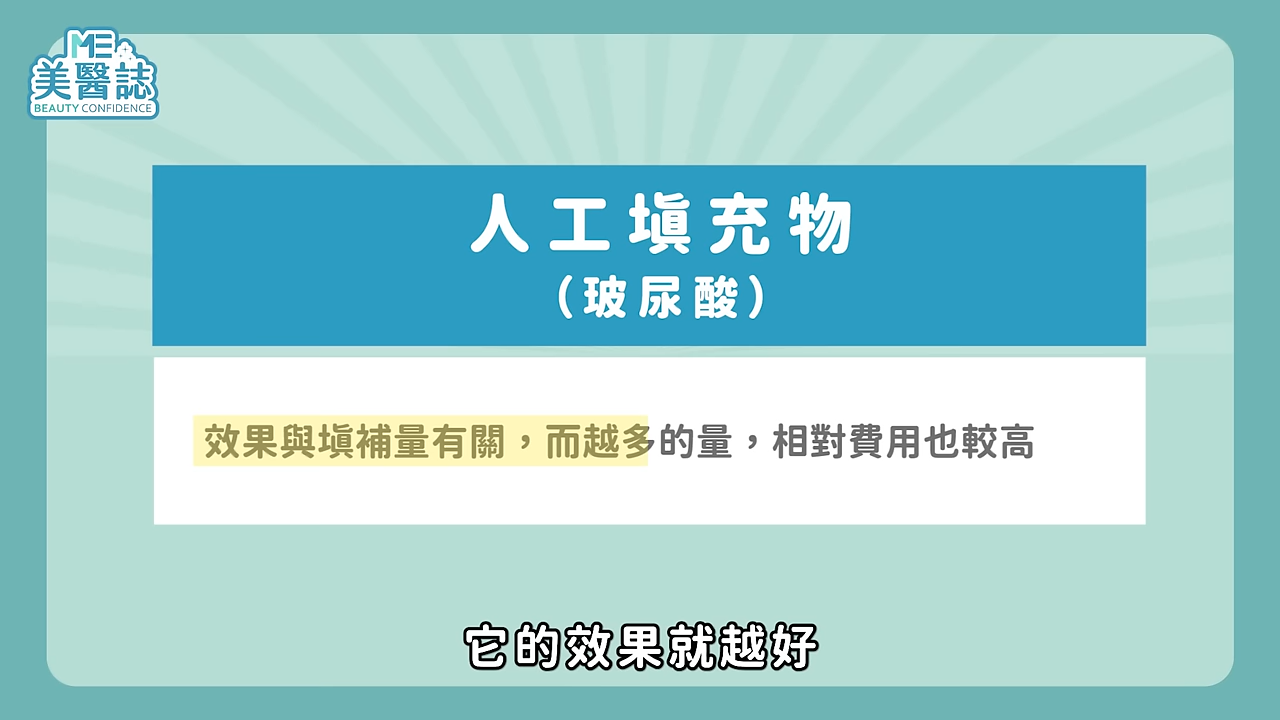 ME
美醫誌
BEAUTY CONFIDENCE
人工填充物
（玻尿酸）
效果與填補量有關，而越多的量，相對費用也較高
它的效果就越好